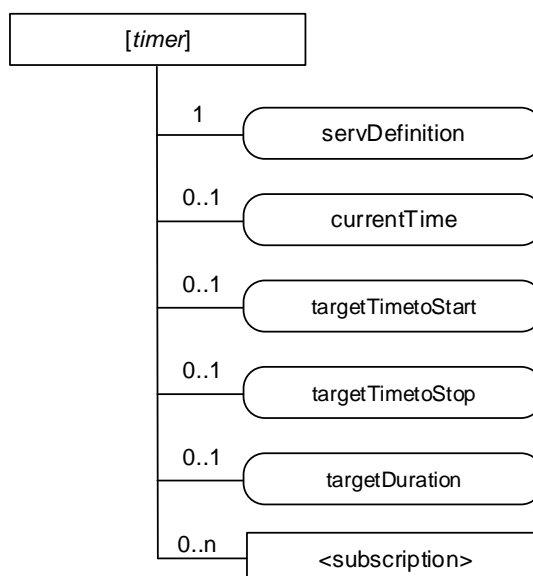 [timer]
1
servDefinition
0..1
currentTime
0..1
targetTimetoStart
0..1
targetTimetoStop
0..1
targetDuration
0..n
<subscription>